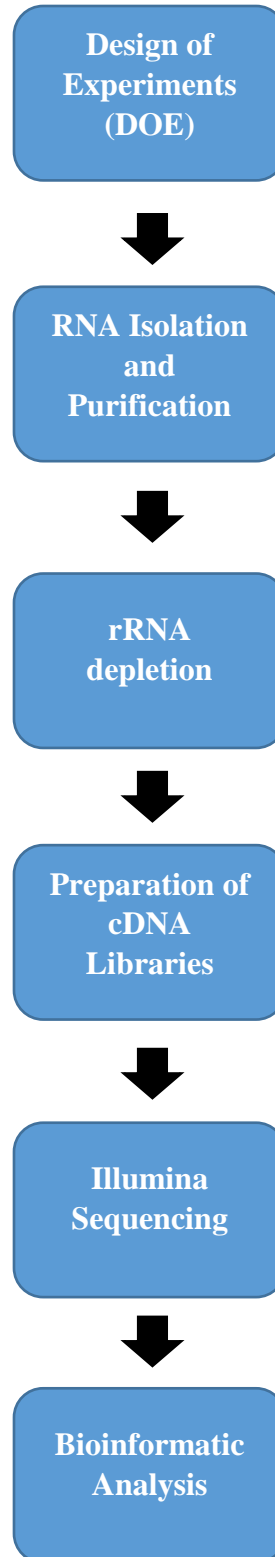 Design of
Experiments
(DOE)
RNA Isolation
and
Purification
rRNA
depletion
Preparation of
cDNA
Libraries
Illumina
Sequencing
Bioinformatic
Analysis